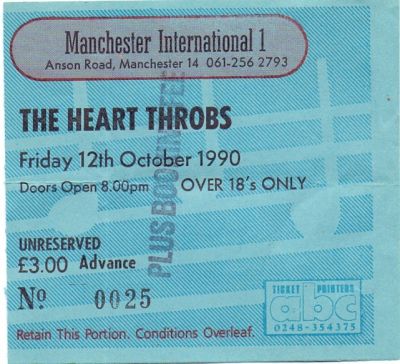 Manchester International 1
Anson Road, Manchester 14 061-256 2793
THE HEART THROBS
Friday 12th October 1990
Doors Open 8.00pm OVER 18's ONLY
PLUS BOOKING FEE
UNRESERVED
£3.00 Advance
Nº 0025
TICKET PRINTERS
abc
0248-354375
Retain This Portion. Conditions Overleaf.